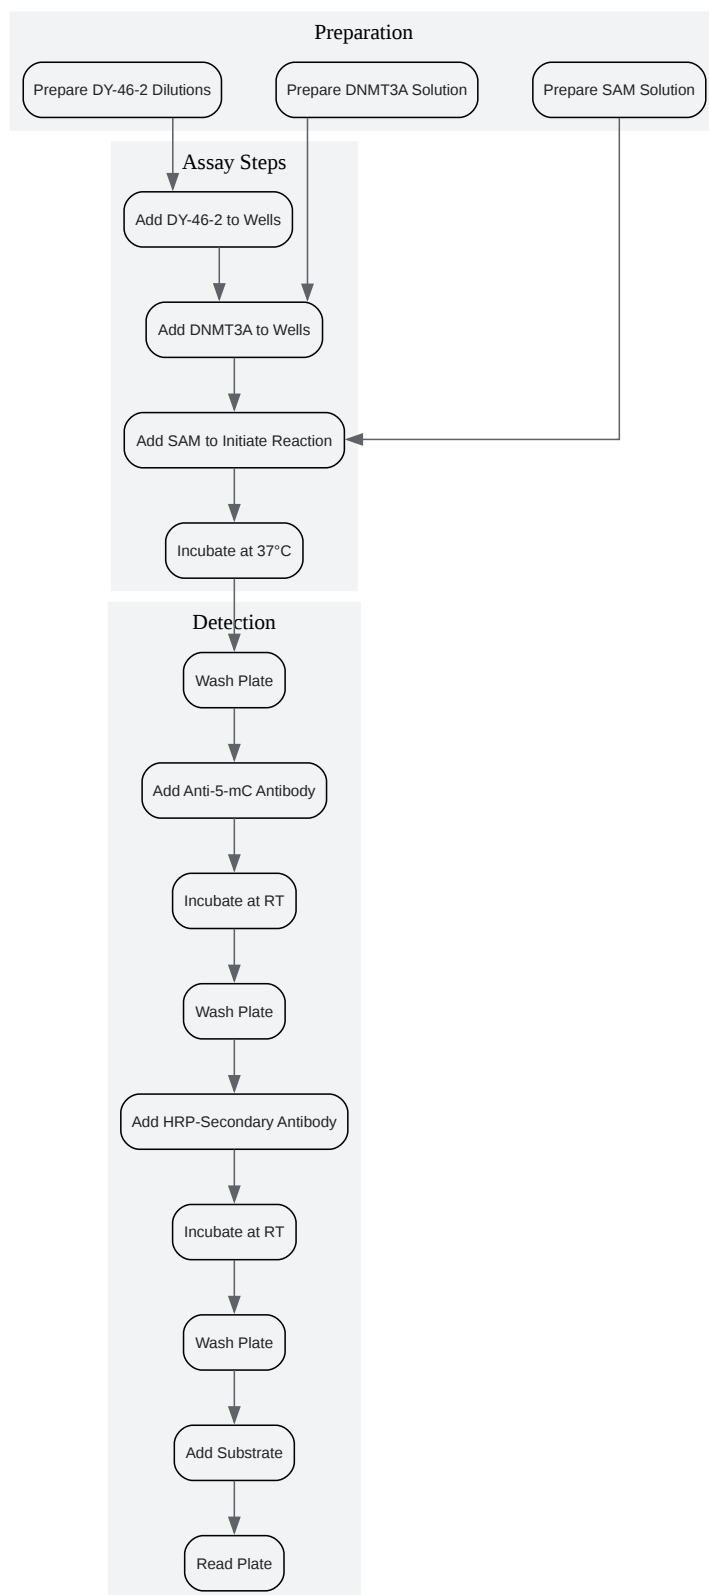 Preparation
Prepare DY-46-2 Dilutions
Prepare DNMT3A Solution
Prepare SAM Solution
Assay Steps
Add DY-46-2 to Wells
Add DNMT3A to Wells
Add SAM to Initiate Reaction
Incubate at 37°C
Detection
Wash Plate
Add Anti-5-mC Antibody
Incubate at RT
Wash Plate
Add HRP-Secondary Antibody
Incubate at RT
Wash Plate
Add Substrate
Read Plate